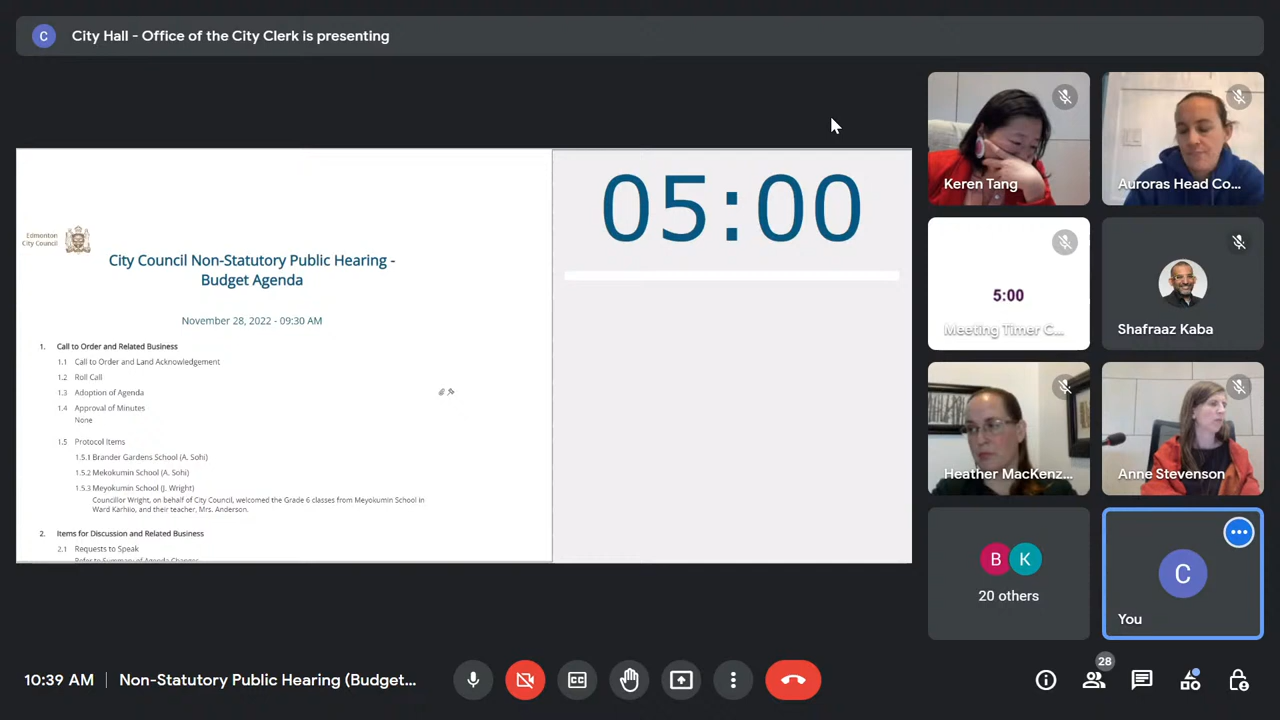 C
City Hall - Office of the City Clerk is presenting
Edmonton
City Council
City Council Non-Statutory Public Hearing -
Budget Agenda
November 28, 2022 - 09:30 AM
1. Call to Order and Related Business
1.1 Call to Order and Land Acknowledgement
1.2 Roll Call
1.3 Adoption of Agenda
1.4 Approval of Minutes
None
1.5 Protocol Items
1.5.1 Brander Gardens School (A. Sohi)
1.5.2 Mekokumin School (A. Sohi)
1.5.3 Meyokumin School (J. Wright)
Councillor Wright, on behalf of City Council, welcomed the Grade 6 classes from Meyokumin School in
Ward Karhiio, and their teacher, Mrs. Anderson.
2. Items for Discussion and Related Business
2.1 Requests to Speak
Refer to Summary of Agenda Changes
05:00
Keren Tang
Auroras Head Co...
5:00
Meeting Timer C...
Shafraaz Kaba
Heather MacKenz...
Anne Stevenson
B K
20 others
C
You
10:39 AM | Non-Statutory Public Hearing (Budget...
28